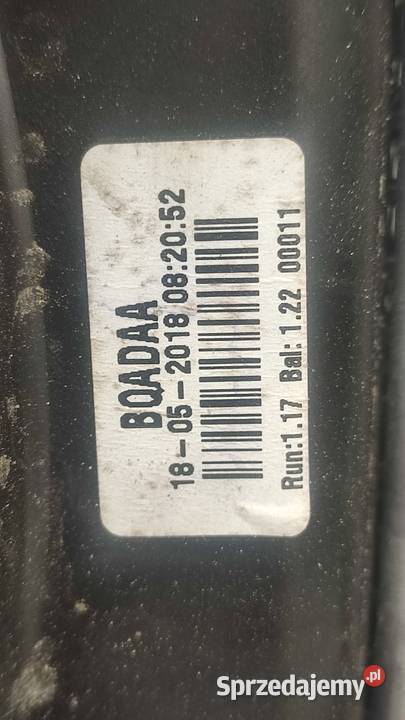 BQADAA
18-05-2018 08:20:52
Run:1.17 Bal: 1.22 00011
Sprzedajemy.pl